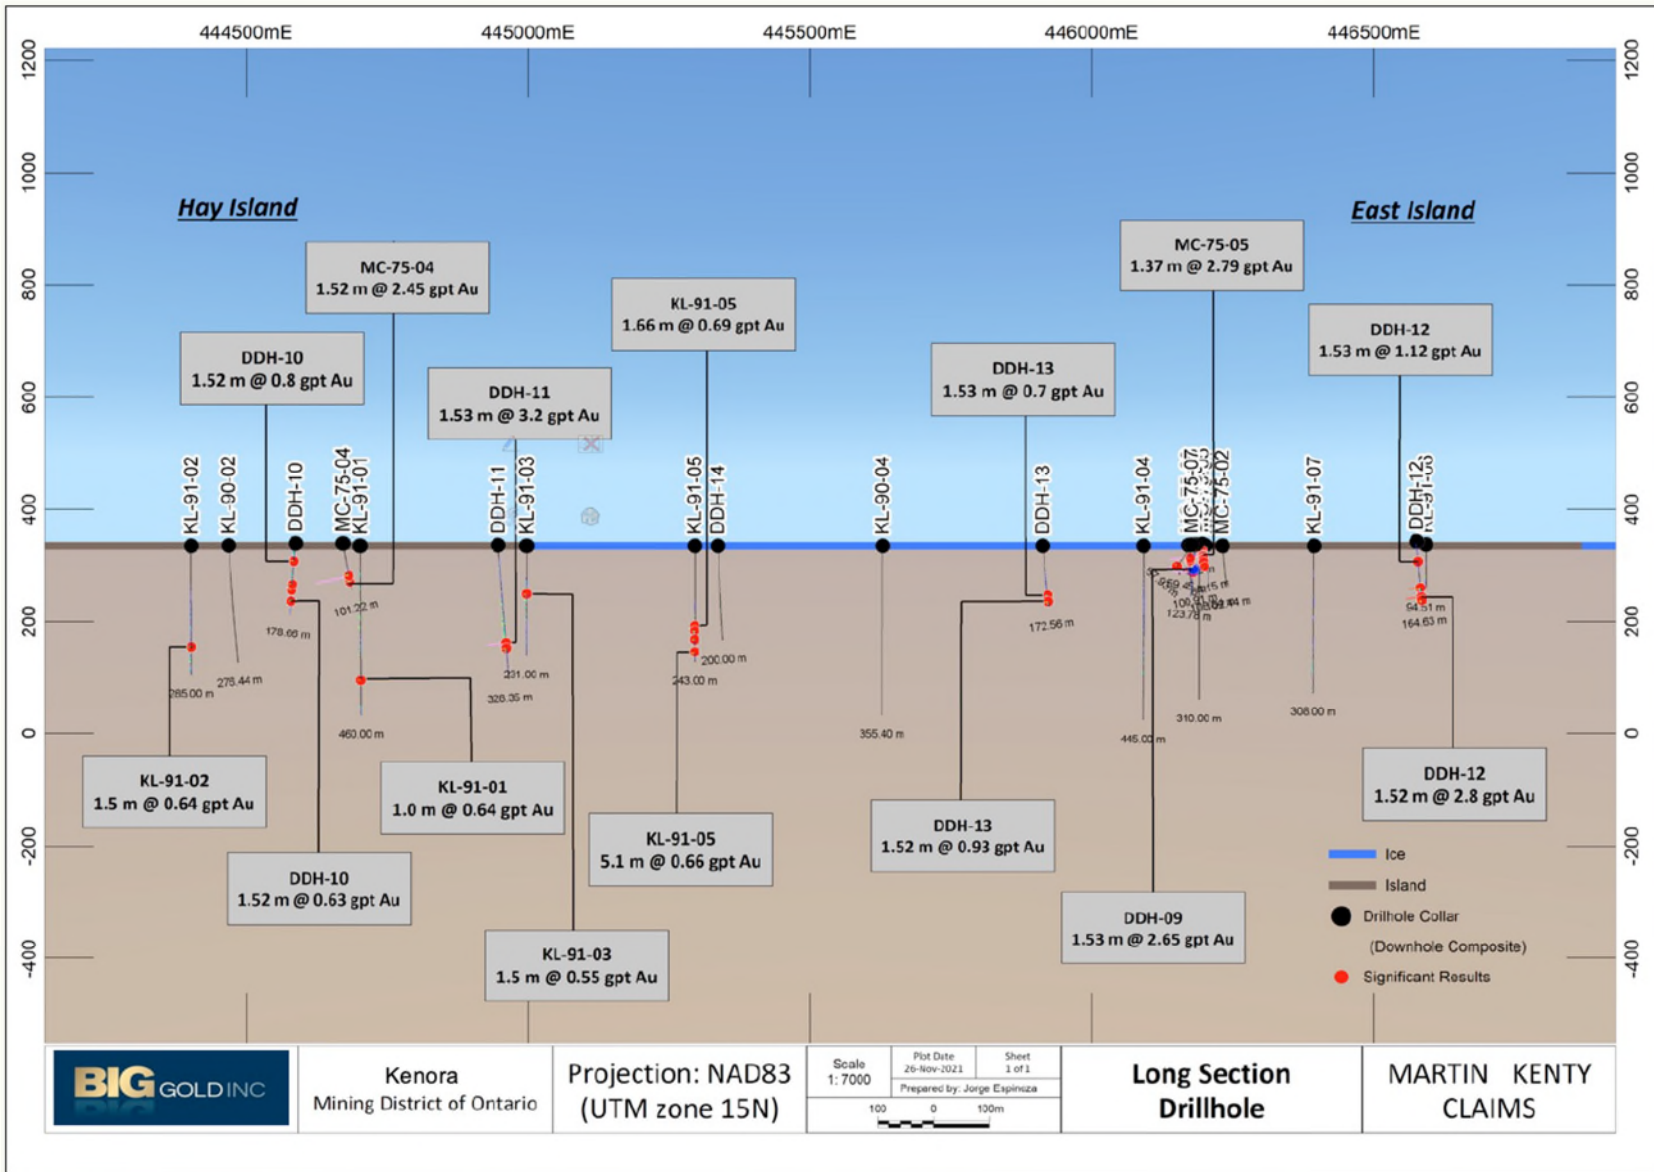 444500mE
445000mE
445500mE
446000mE
446500mE
1200
1000
800
600
400
200
0
-200
-400
1200
1000
800
600
400
200
0
-200
-400
Hay Island
East Island
MC-75-04
1.52 m @ 2.45 gpt Au
DDH-10
1.52 m @ 0.8 gpt Au
DDH-11
1.53 m @ 3.2 gpt Au
KL-91-05
1.66 m @ 0.69 gpt Au
DDH-13
1.53 m @ 0.7 gpt Au
MC-75-05
1.37 m @ 2.79 gpt Au
DDH-12
1.53 m @ 1.12 gpt Au
KL-91-02
KL-90-02
DDH-10
MC-75-04
KL-91-01
DDH-11
KL-91-03
KL-91-05
DDH-14
KL-90-04
DDH-13
KL-91-04
MC-75-07
MC-75-02
KL-91-07
DDH-12
285.00 m
276.44 m
178.66 m
101.22 m
460.00 m
326.35 m
231.00 m
243.00 m
200.00 m
355.40 m
172.56 m
445.00 m
123.78 m
310.00 m
308.00 m
94.51 m
164.63 m
KL-91-02
1.5 m @ 0.64 gpt Au
DDH-10
1.52 m @ 0.63 gpt Au
KL-91-01
1.0 m @ 0.64 gpt Au
KL-91-03
1.5 m @ 0.55 gpt Au
KL-91-05
5.1 m @ 0.66 gpt Au
DDH-13
1.52 m @ 0.93 gpt Au
DDH-09
1.53 m @ 2.65 gpt Au
DDH-12
1.52 m @ 2.8 gpt Au
Ice
Island
Drilhole Collar
(Downhole Composite)
Significant Results
BIG GOLD INC
Kenora
Mining District of Ontario
Projection: NAD83
(UTM zone 15N)
Scale
1: 7000
Plot Date
26-Nov-2021
Sheet
1 of 1
Prepared by: Jorge Espinoza
100 0 100m
Long Section
Drillhole
MARTIN KENTY
CLAIMS